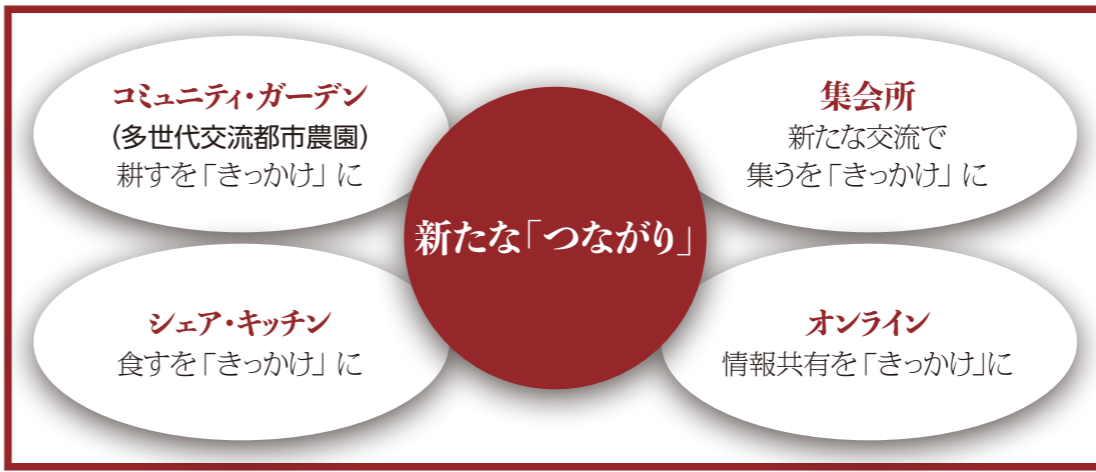 コミュニティ・ガーデン
（多世代交流都市農園）
耕すを「きっかけ」に
集会所
新たな交流で
集うを「きっかけ」に
新たな「つながり」
シェア・キッチン
食すを「きっかけ」に
オンライン
情報共有を「きっかけ」に